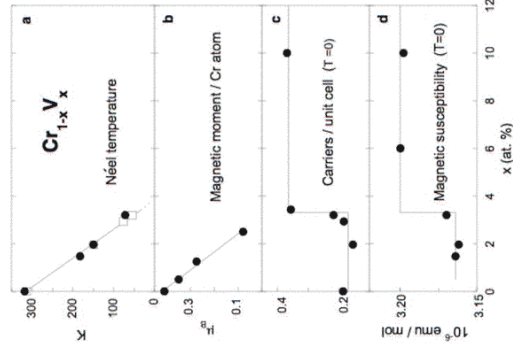 a
Cr1-xVx
Néel temperature
300
200
100
0
K
b
Magnetic moment / Cr atom
0.3
0.1
μB
c
Carriers / unit cell (T =0)
0.4
0.2
d
Magnetic susceptibility (T=0)
3.20
3.15
10-6 emu / mol
0
2
4
6
8
10
12
x (at. %)